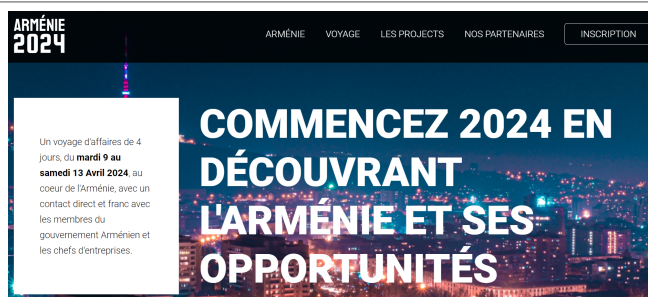 ARMÉNIE
2024
ARMÉNIE VOYAGE LES PROJECTS NOS PARTENAIRES INSCRIPTION
Un voyage d'affaires de 4
jours, du mardi 9 au
samedi 13 Avril 2024, au
coeur de l'Arménie, avec un
contact direct et franc avec
les membres du
gouvernement Arménien et
les chefs d'entreprises.
COMMENCEZ 2024 EN
DÉCOUVRANT
L'ARMÉNIE ET SES
OPPORTUNITÉS